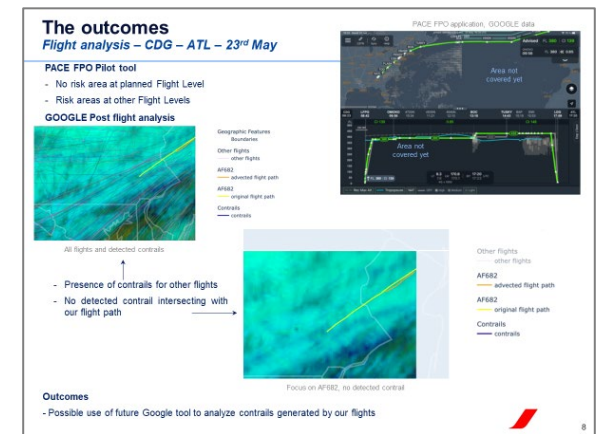 The outcomes
Flight analysis – CDG – ATL – 23rd May
PACE FPO application, GOOGLE data
PACE FPO Pilot tool
- No risk area at planned Flight Level
- Risk areas at other Flight Levels
GOOGLE Post flight analysis
Area not
covered yet
Area not
covered yet
Geographic Features
Boundaries
Other flights
other flights
AF682
advected flight path
AF682
original flight path
Contrails
contrails
All flights and detected contrails
- Presence of contrails for other flights
- No detected contrail intersecting with
our flight path
Other flights
other flights
AF682
advected flight path
AF682
original flight path
Contrails
contrails
Focus on AF682, no detected contrail
Outcomes
- Possible use of future Google tool to analyze contrails generated by our flights
8